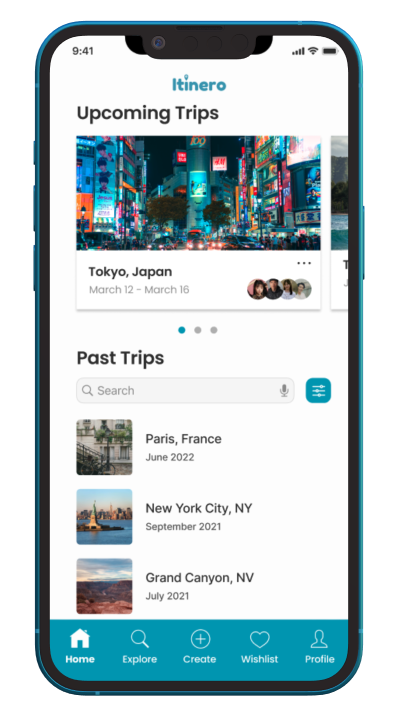 9:41
Itinero
Upcoming Trips
Tokyo, Japan
March 12 - March 16
Past Trips
Search
Paris, France
June 2022
New York City, NY
September 2021
Grand Canyon, NV
July 2021
Home Explore Create Wishlist Profile